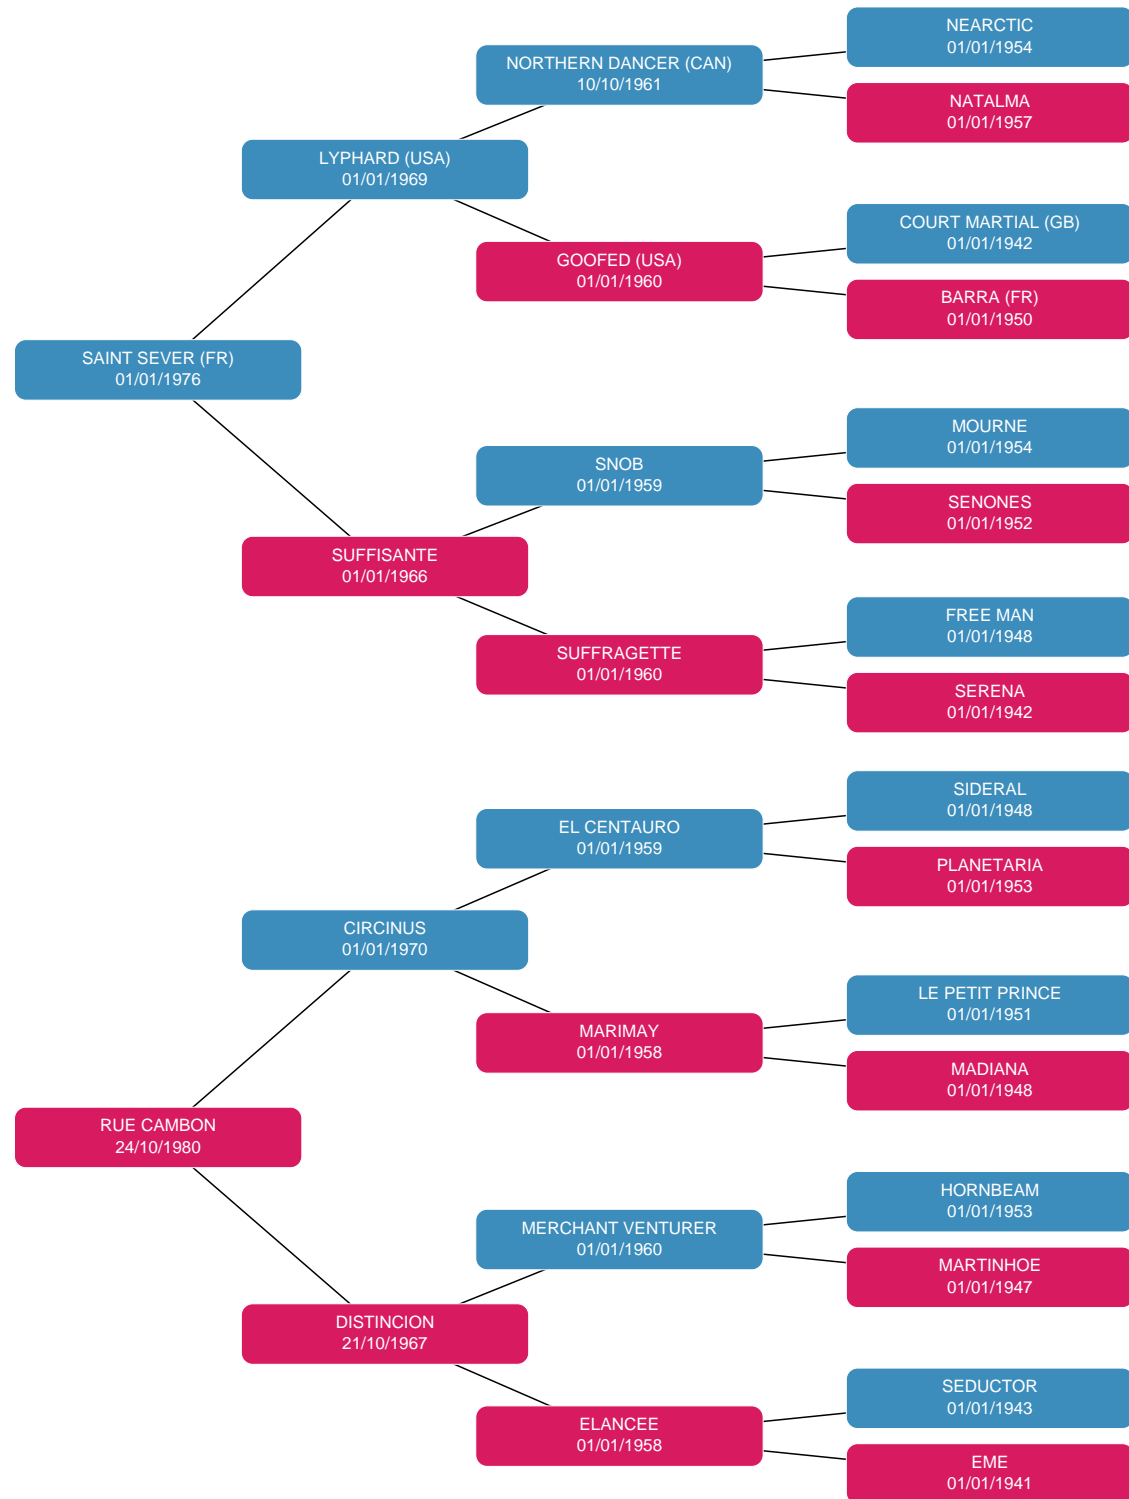 NEARCTIC
01/01/1954
NORTHERN DANCER (CAN)
10/10/1961
NATALMA
01/01/1957
LYPHARD (USA)
01/01/1969
COURT MARTIAL (GB)
01/01/1942
GOOFED (USA)
01/01/1960
BARRA (FR)
01/01/1950
SAINT SEVER (FR)
01/01/1976
MOURNE
01/01/1954
SNOB
01/01/1959
SENONES
01/01/1952
SUFFISANTE
01/01/1966
FREE MAN
01/01/1948
SUFFRAGETTE
01/01/1960
SERENA
01/01/1942
SIDERAL
01/01/1948
EL CENTAURO
01/01/1959
PLANETARIA
01/01/1953
CIRCINUS
01/01/1970
LE PETIT PRINCE
01/01/1951
MARIMAY
01/01/1958
MADIANA
01/01/1948
RUE CAMBON
24/10/1980
HORNBEAM
01/01/1953
MERCHANT VENTURER
01/01/1960
MARTINHOE
01/01/1947
DISTINCION
21/10/1967
SEDUCTOR
01/01/1943
ELANCEE
01/01/1958
EME
01/01/1941